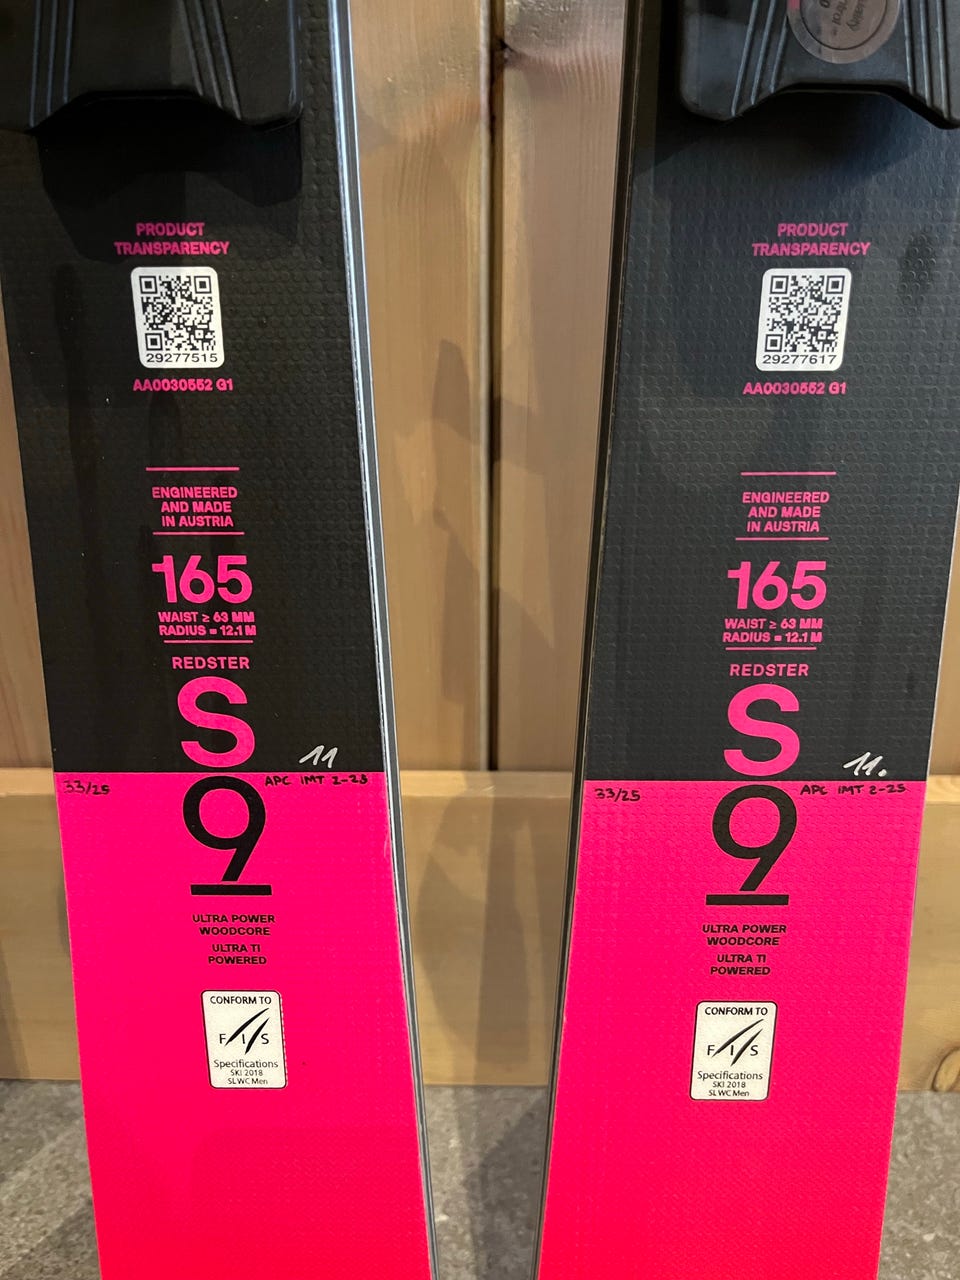 PRODUCT
TRANSPARENCY
29277515
AA0030552 G1
ENGINEERED
AND MADE
IN AUSTRIA
165
WAIST ≥ 63 MM
RADIUS = 12.1 M
REDSTER
S
11
33/25
APC IMT 2-25
9
ULTRA POWER
WOODCORE
ULTRA TI
POWERED
CONFORM TO
F I S
Specifications
SKI 2018
SL WC Men
PRODUCT
TRANSPARENCY
29277617
AA0030552 G1
ENGINEERED
AND MADE
IN AUSTRIA
165
WAIST ≥ 63 MM
RADIUS = 12.1 M
REDSTER
S
11.
33/25
APC IMT 2-25
9
ULTRA POWER
WOODCORE
ULTRA TI
POWERED
CONFORM TO
F I S
Specifications
SKI 2018
SL WC Men